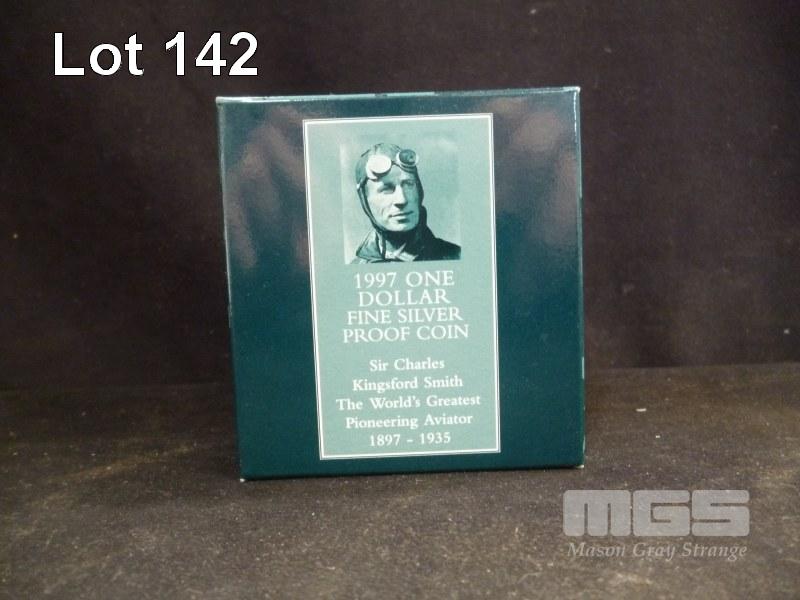 Lot 142
1997 ONE
DOLLAR
FINE SILVER
PROOF COIN
Sir Charles
Kingsford Smith
The World's Greatest
Pioneering Aviator
1897 - 1935
MGS
Mason Gray Strange